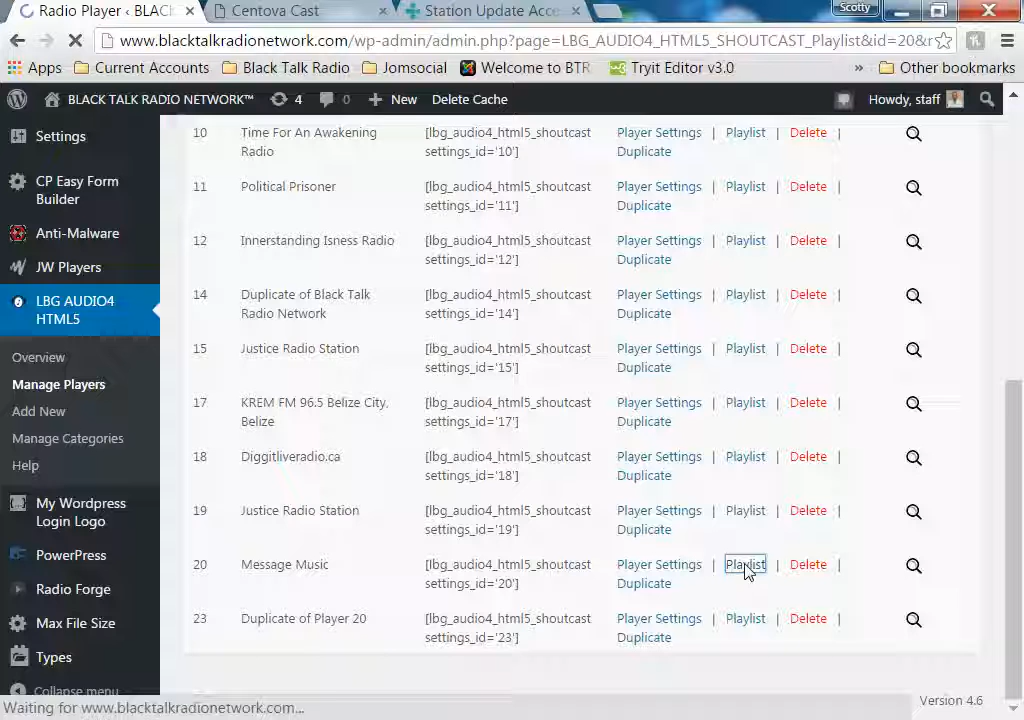 Radio Player ‹ BLAC
Centova Cast
Station Update Acce
Scotty
www.blacktalkradionetwork.com/wp-admin/admin.php?page=LBG_AUDIO4_HTML5_SHOUTCAST_Playlist&id=20&r
Apps Current Accounts Black Talk Radio Jomsocial Welcome to BTR Tryit Editor v3.0 » Other bookmarks
BLACK TALK RADIO NETWORK™ 4 0 New Delete Cache Howdy, staff
Settings
CP Easy Form
Builder
Anti-Malware
JW Players
LBG AUDIO4
HTML5
Overview
Manage Players
Add New
Manage Categories
Help
My Wordpress
Login Logo
PowerPress
Radio Forge
Max File Size
Types
Collapse menu
10 Time For An Awakening [lbg_audio4_html5_shoutcast Player Settings | Playlist | Delete |
Radio settings_id='10'] Duplicate
11 Political Prisoner [lbg_audio4_html5_shoutcast Player Settings | Playlist | Delete |
settings_id='11'] Duplicate
12 Innerstanding Isness Radio [lbg_audio4_html5_shoutcast Player Settings | Playlist | Delete |
settings_id='12'] Duplicate
14 Duplicate of Black Talk [lbg_audio4_html5_shoutcast Player Settings | Playlist | Delete |
Radio Network settings_id='14'] Duplicate
15 Justice Radio Station [lbg_audio4_html5_shoutcast Player Settings | Playlist | Delete |
settings_id='15'] Duplicate
17 KREM FM 96.5 Belize City, [lbg_audio4_html5_shoutcast Player Settings | Playlist | Delete |
Belize settings_id='17'] Duplicate
18 Diggitliveradio.ca [lbg_audio4_html5_shoutcast Player Settings | Playlist | Delete |
settings_id='18'] Duplicate
19 Justice Radio Station [lbg_audio4_html5_shoutcast Player Settings | Playlist | Delete |
settings_id='19'] Duplicate
20 Message Music [lbg_audio4_html5_shoutcast Player Settings | Playlist | Delete |
settings_id='20'] Duplicate
23 Duplicate of Player 20 [lbg_audio4_html5_shoutcast Player Settings | Playlist | Delete |
settings_id='23'] Duplicate
Version 4.6
Waiting for www.blacktalkradionetwork.com...